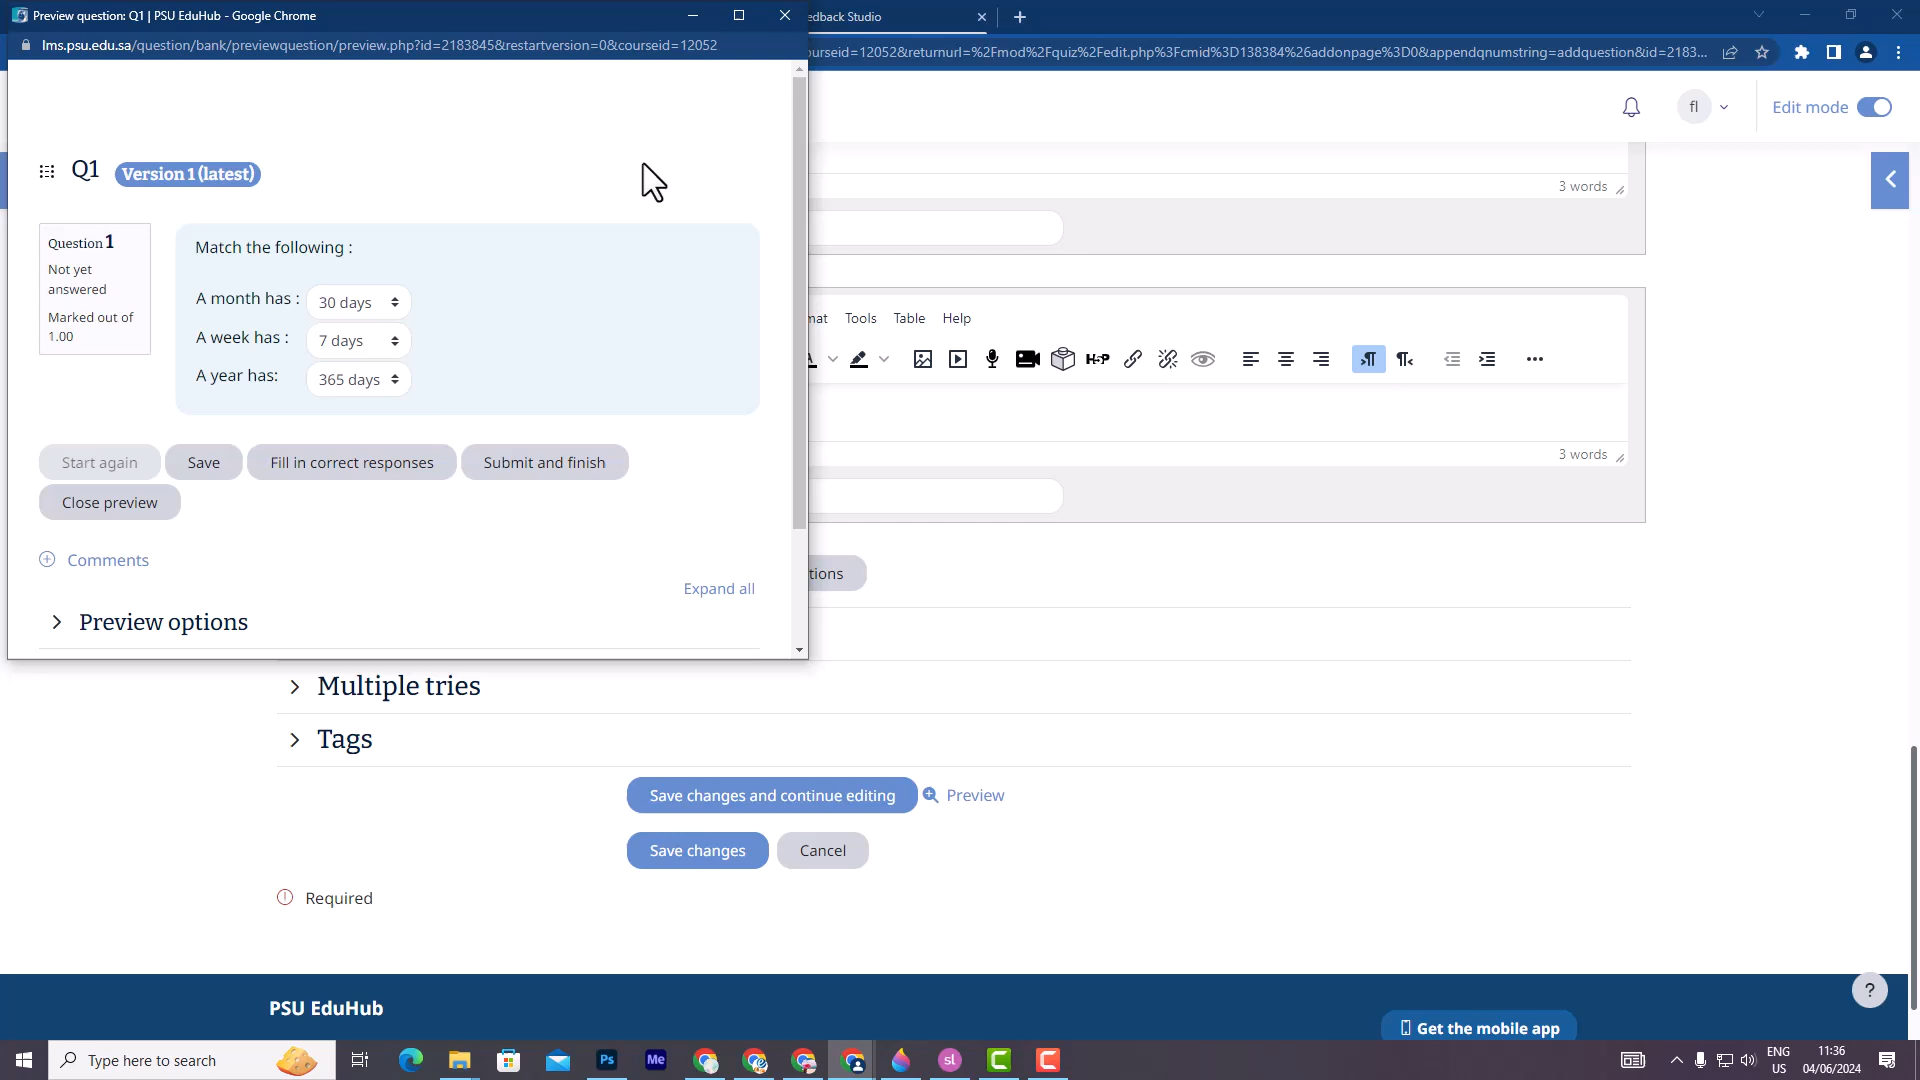 Preview question: Q1 | PSU EduHub - Google Chrome
edback Studio
lms.psu.edu.sa/question/bank/previewquestion/preview.php?id=2183845&restartversion=0&courseid=12052
ourseid=12052&returnurl=%2Fmod%2Fquiz%2Fedit.php%3Fcmid%3D138384%26addonpage%3D0&appendqnumstring=addquestion&id=2183...
fl
Edit mode
Q1
Version 1 (latest)
3 words
Question 1
Not yet
answered
Marked out of
1.00
Match the following :
A month has :
30 days
A week has :
7 days
A year has:
365 days
mat
Tools
Table
Help
A
H-P
3 words
Start again
Save
Fill in correct responses
Submit and finish
Close preview
Comments
Expand all
Preview options
tions
Multiple tries
Tags
Save changes and continue editing
Preview
Save changes
Cancel
Required
PSU EduHub
?
Get the mobile app
Type here to search
Ps
Me
sl
ENG
US
11:36
04/06/2024